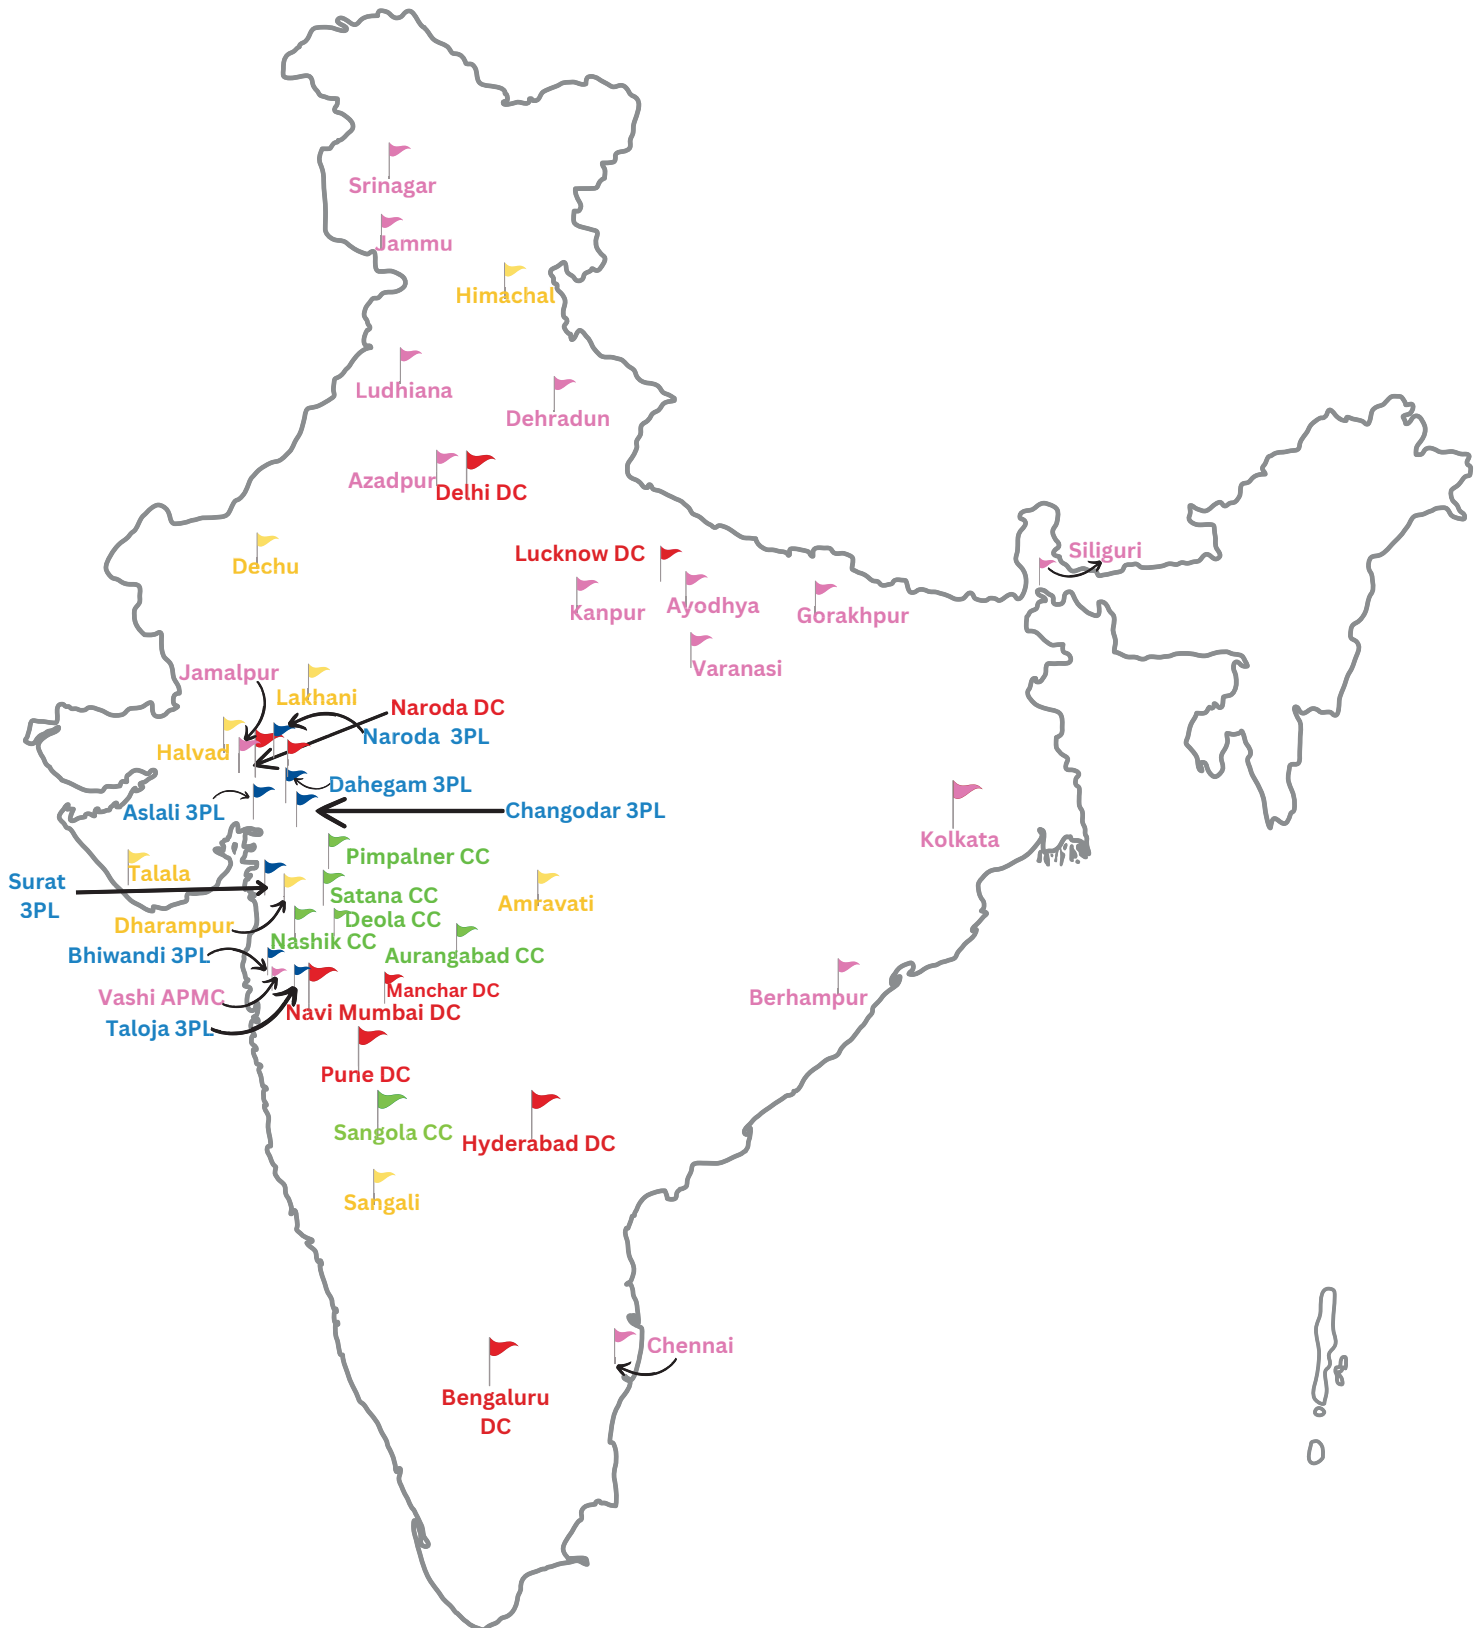 Srinagar
Jammu
Himachal
Ludhiana
Dehradun
Azadpur
Delhi DC
Dechu
Lucknow DC
Siliguri
Kanpur
Ayodhya
Gorakhpur
Varanasi
Jamalpur
Lakhani
Naroda DC
Naroda 3PL
Halvad
Dahegam 3PL
Aslali 3PL
Changodar 3PL
Kolkata
Pimpalner CC
Talala
Surat
3PL
Satana CC
Amravati
Deola CC
Dharampur
Nashik CC
Bhiwandi 3PL
Aurangabad CC
Vashi APMC
Manchar DC
Berhampur
Navi Mumbai DC
Taloja 3PL
Pune DC
Sangola CC
Hyderabad DC
Sangali
Chennai
Bengaluru
DC